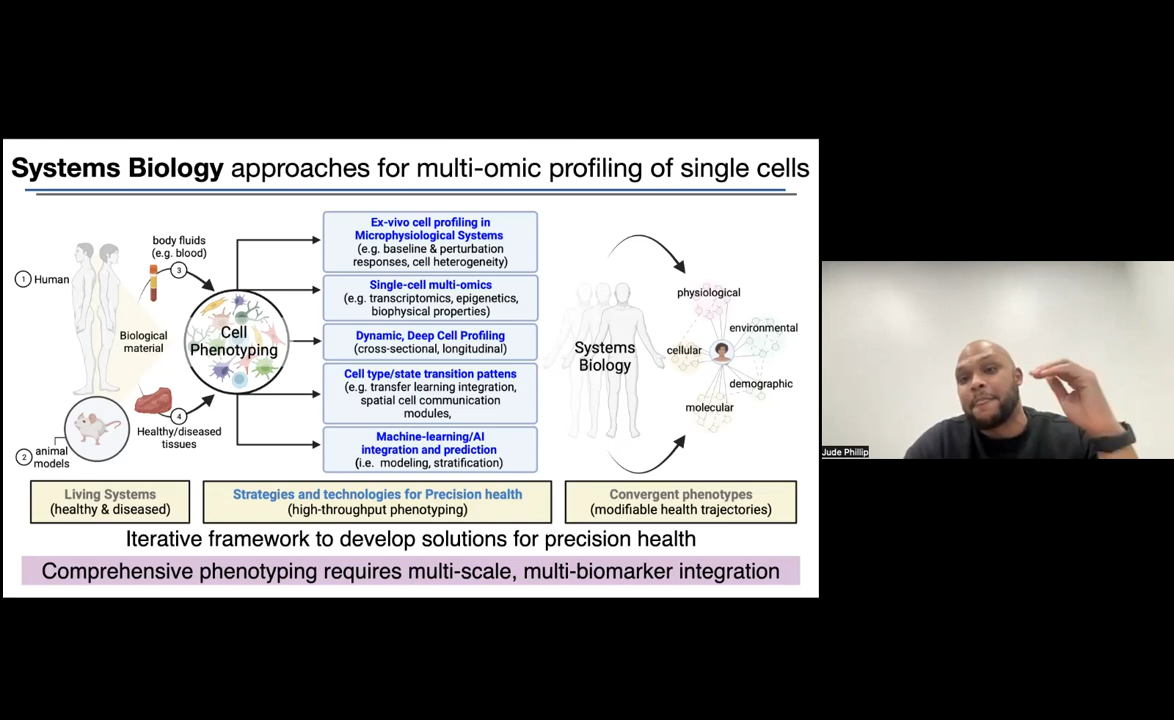 Systems Biology approaches for multi-omic profiling of single cells
1 Human
body fluids
(e.g. blood)
3
Biological
material
Cell
Phenotyping
4
Healthy/diseased
tissues
2 animal
models
Ex-vivo cell profiling in
Microphysiological Systems
(e.g. baseline & perturbation
responses, cell heterogeneity)
Single-cell multi-omics
(e.g. transcriptomics, epigenetics,
biophysical properties)
Dynamic, Deep Cell Profiling
(cross-sectional, longitudinal)
Cell type/state transition pattens
(e.g. transfer learning integration,
spatial cell communication
modules,
Machine-learning/AI
integration and prediction
(i.e. modeling, stratification)
Systems
Biology
physiological
environmental
cellular
demographic
molecular
Living Systems
(healthy & diseased)
Strategies and technologies for Precision health
(high-throughput phenotyping)
Convergent phenotypes
(modifiable health trajectories)
Iterative framework to develop solutions for precision health
Comprehensive phenotyping requires multi-scale, multi-biomarker integration
Jude Phillip